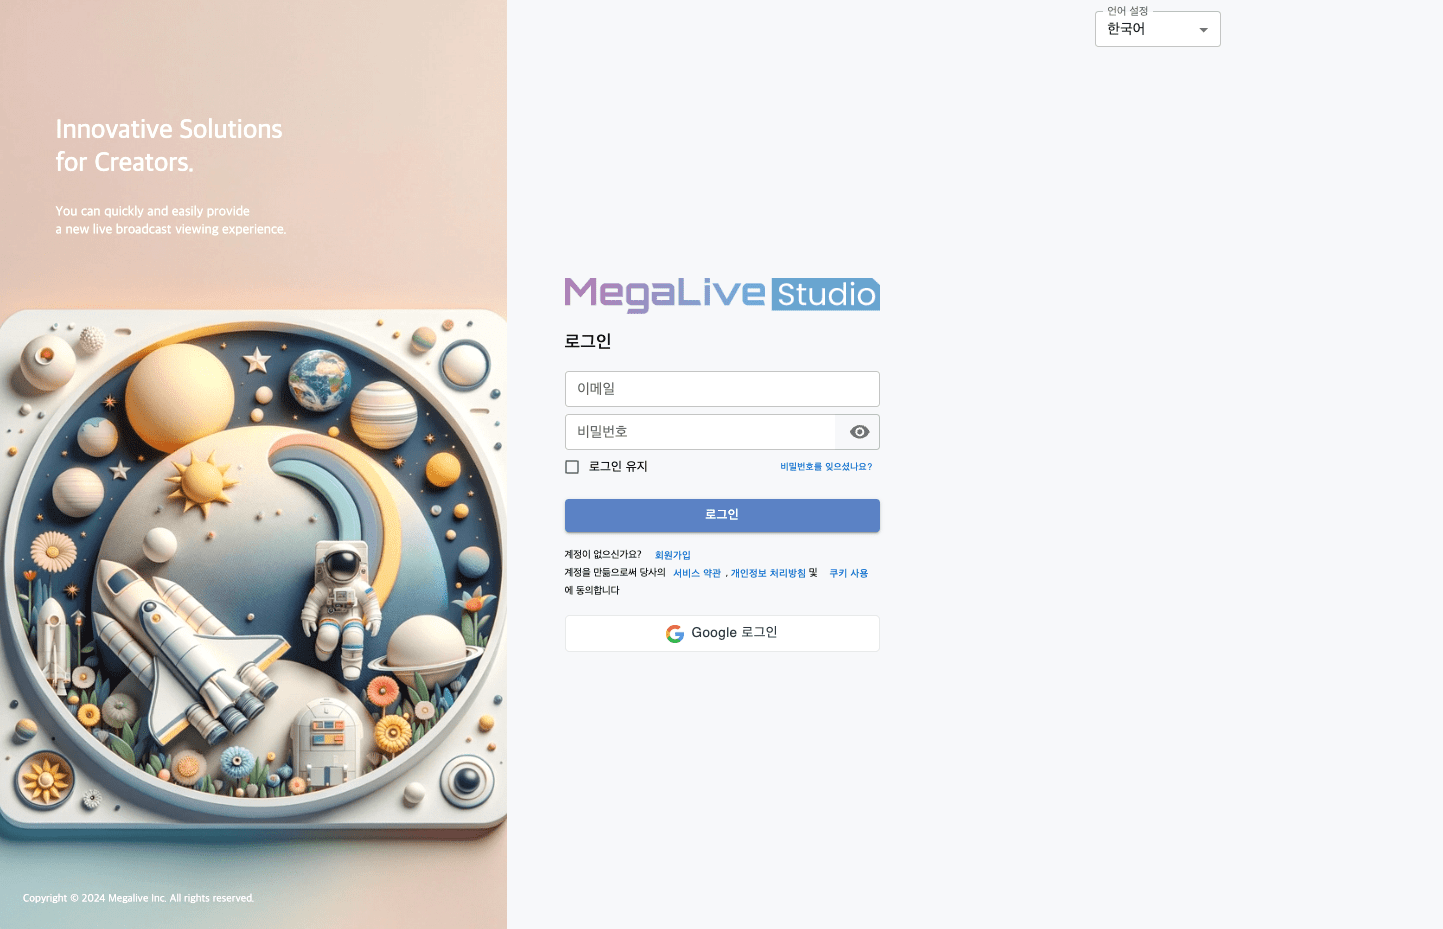 언어 설정
한국어
Innovative Solutions
for Creators.
You can quickly and easily provide
a new live broadcast viewing experience.
MegaLive Studio
로그인
이메일
비밀번호
로그인 유지
비밀번호를 잊으셨나요?
로그인
계정이 없으신가요? 회원가입
계정을 만듦으로써 당사의 서비스 약관 , 개인정보 처리방침 및 쿠키 사용
에 동의합니다
Google 로그인
Copyright © 2024 Megalive Inc. All rights reserved.